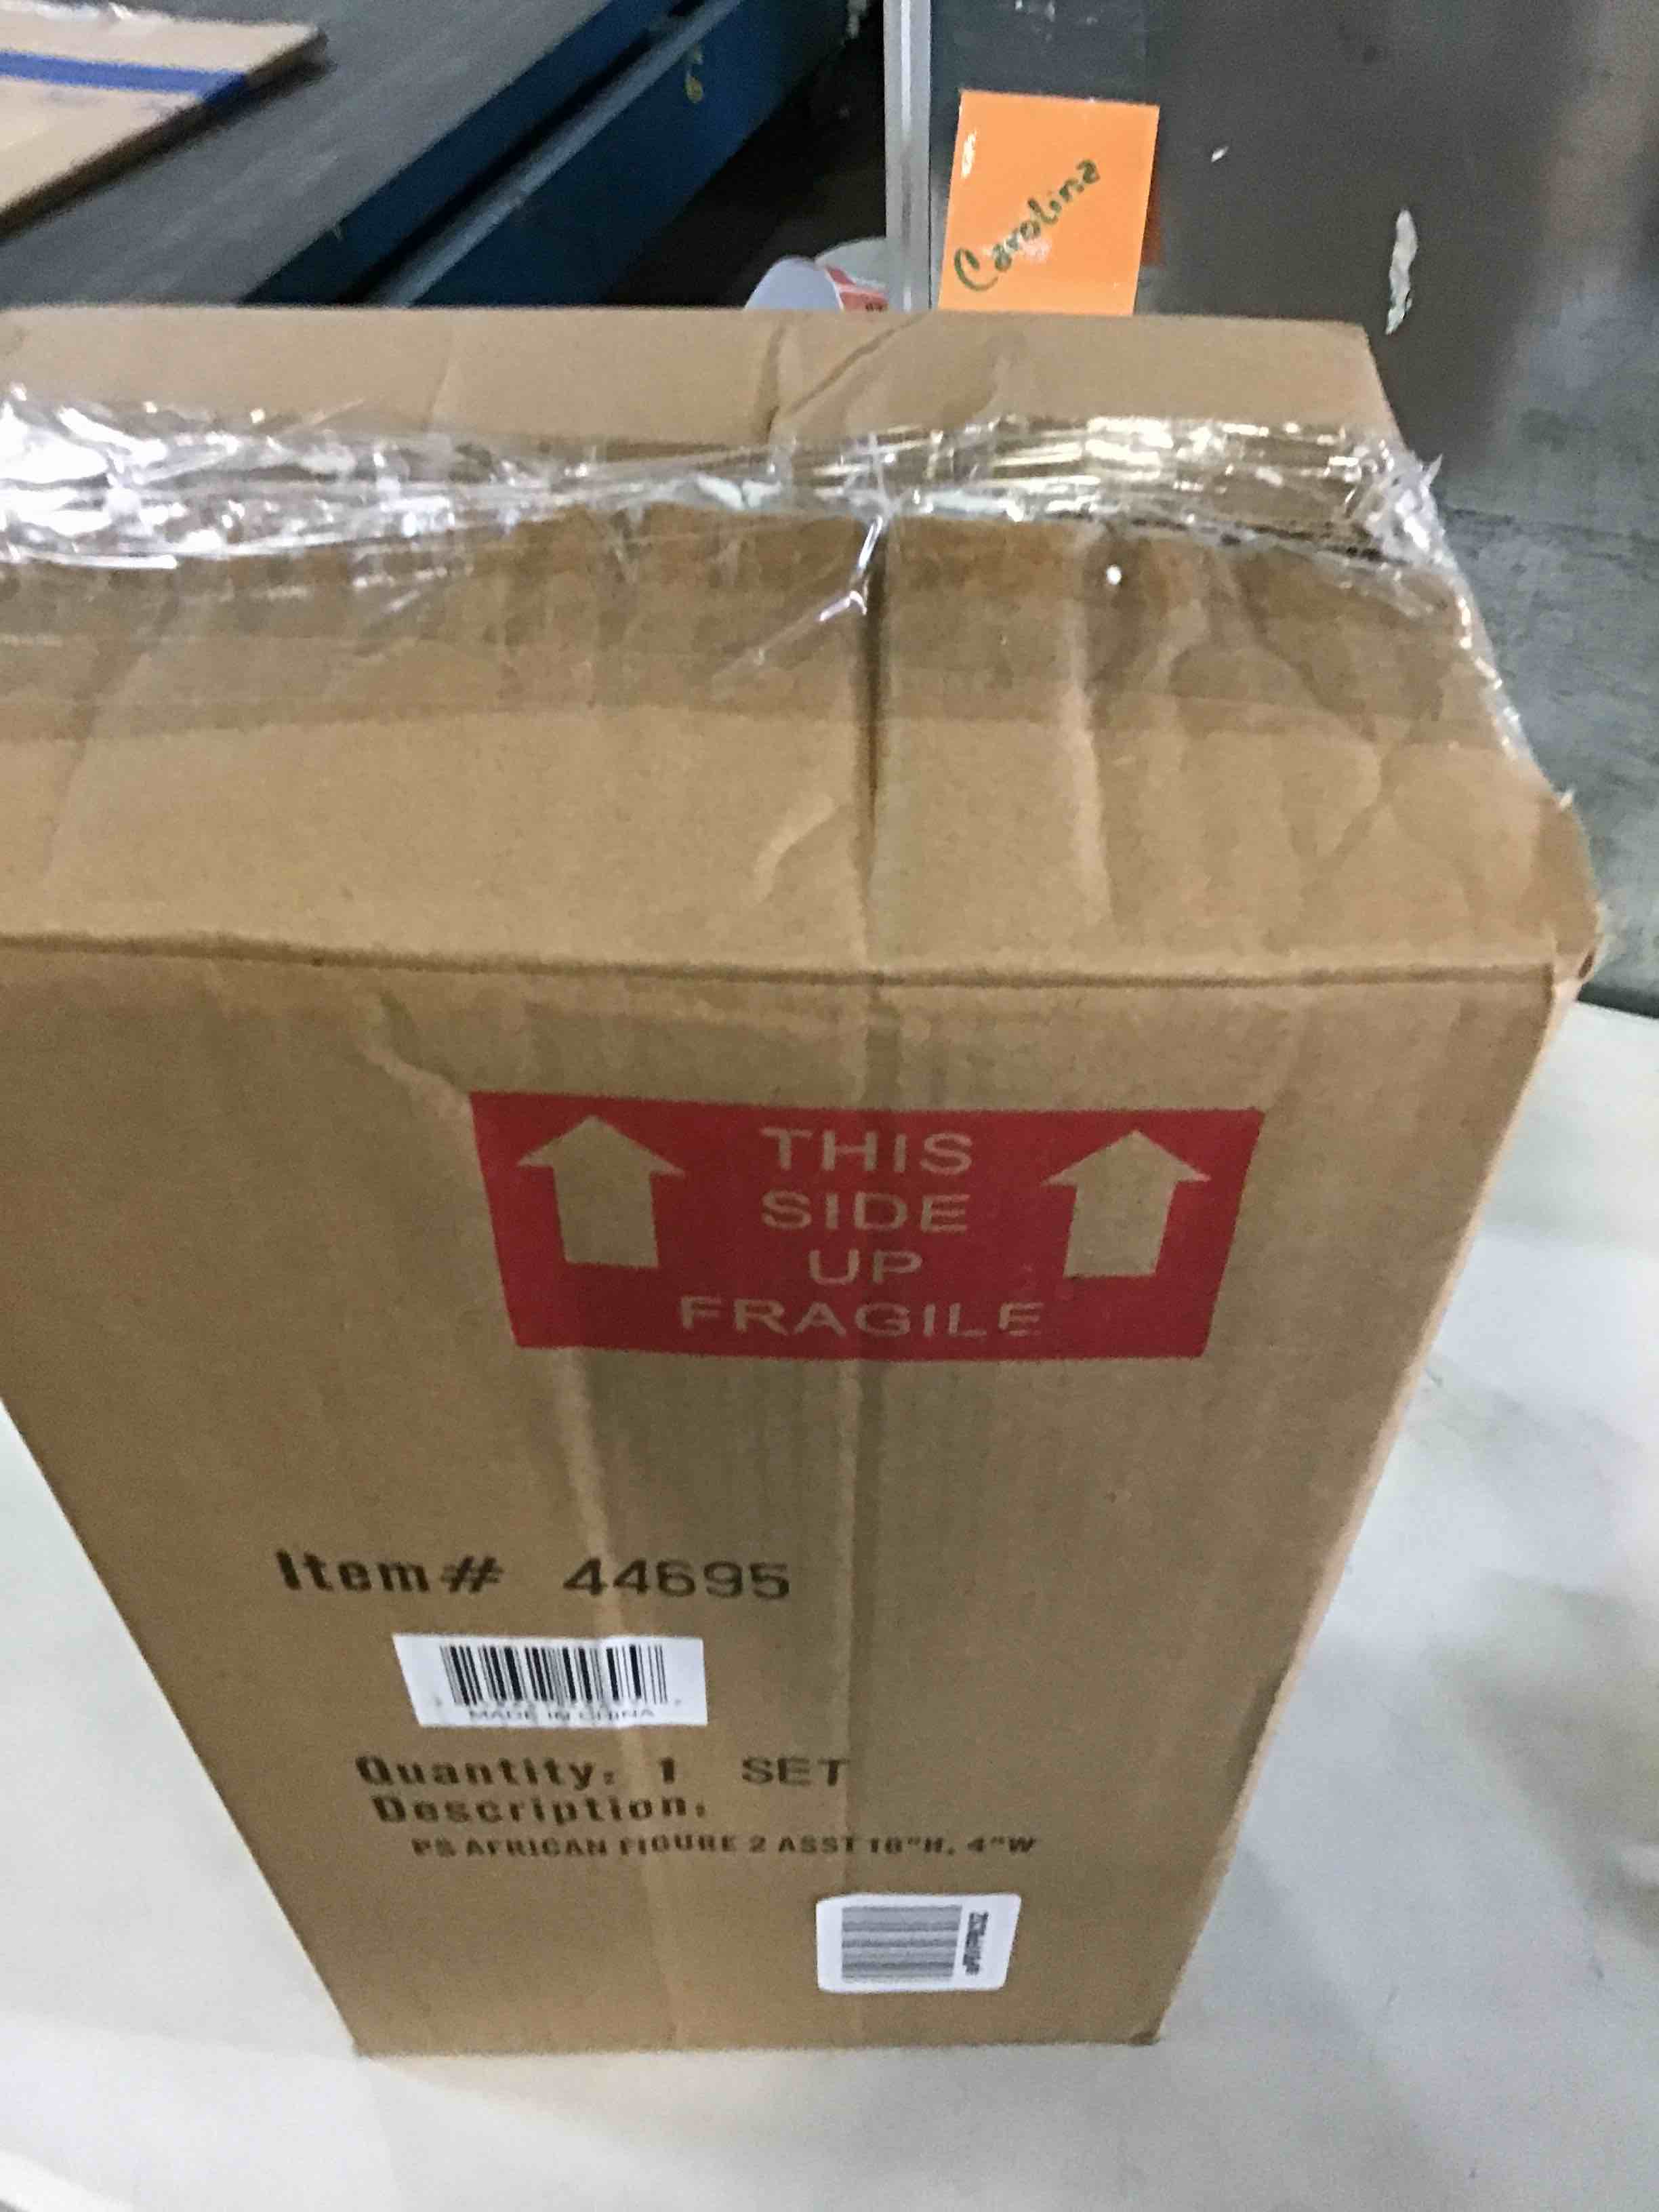 Carolina
THIS
SIDE
UP
FRAGILE
Item# 44695
MADE IN CHINA
Quantity: 1 SET
Description:
PS AFRICAN FIGURE 2 ASST 18"H, 4"W